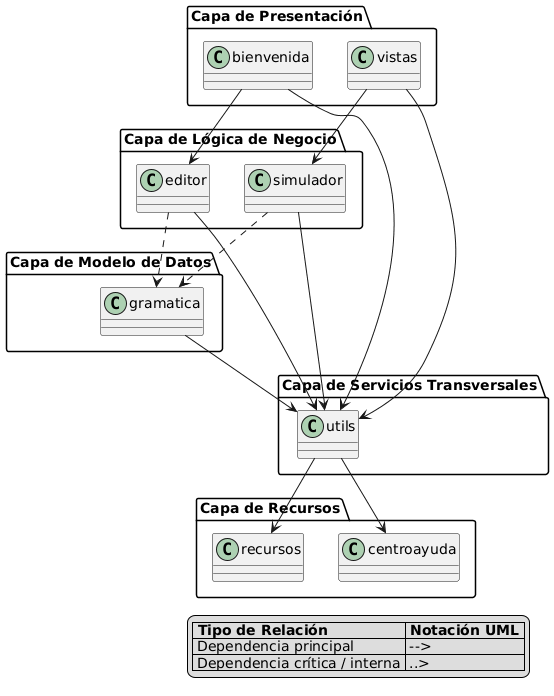 Capa de Presentación
C bienvenida
C vistas
Capa de Lógica de Negocio
C editor
C simulador
Capa de Modelo de Datos
C gramatica
Capa de Servicios Transversales
C utils
Capa de Recursos
C recursos
C centroayuda
Tipo de Relación Notación UML
Dependencia principal -->
Dependencia crítica / interna ..>